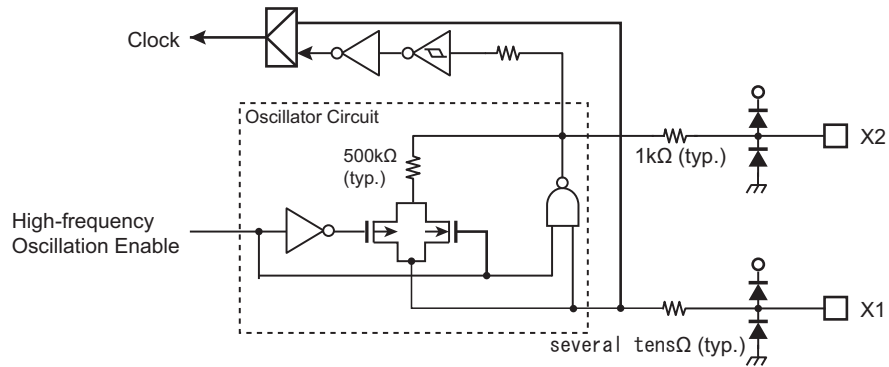 Clock
Oscillator Circuit
500kΩ
(typ.)
1kΩ (typ.)
X2
High-frequency
Oscillation Enable
X1
several tensΩ (typ.)